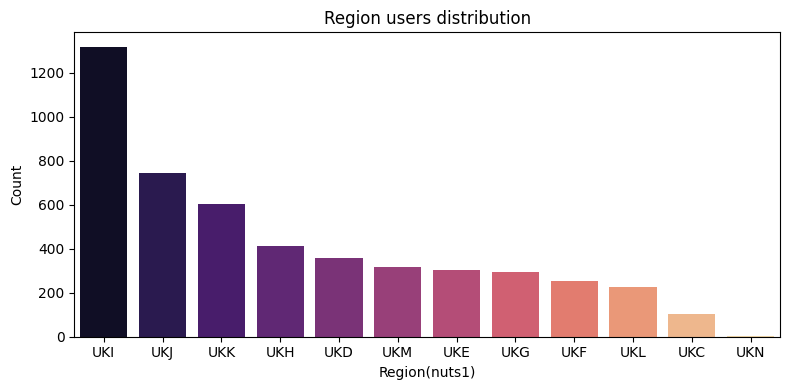 Region users distribution
1200
1000
800
600
400
200
0
Count
UKI UKJ UKK UKH UKD UKM UKE UKG UKF UKL UKC UKN
Region(nuts1)